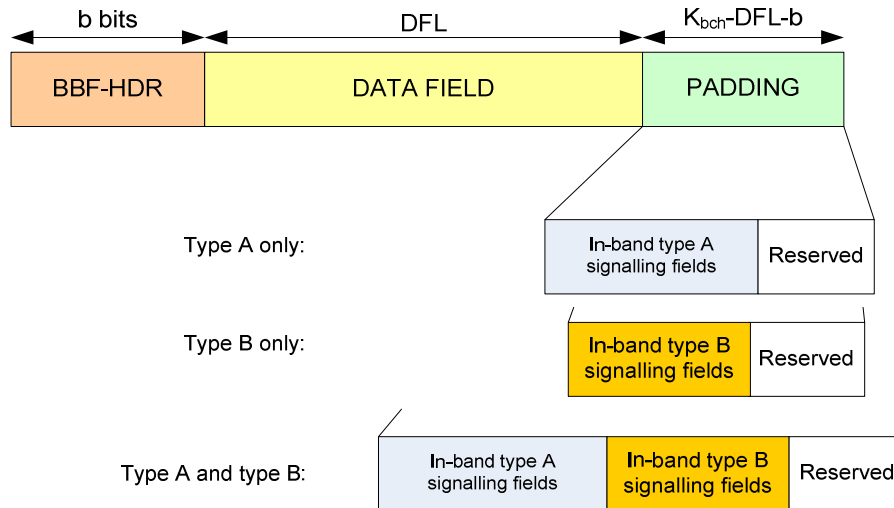 b bits DFL Kbch-DFL-b
BBF-HDR DATA FIELD PADDING
Type A only:
In-band type A
signalling fields
Reserved
Type B only:
In-band type B
signalling fields
Reserved
Type A and type B:
In-band type A
signalling fields
In-band type B
signalling fields
Reserved